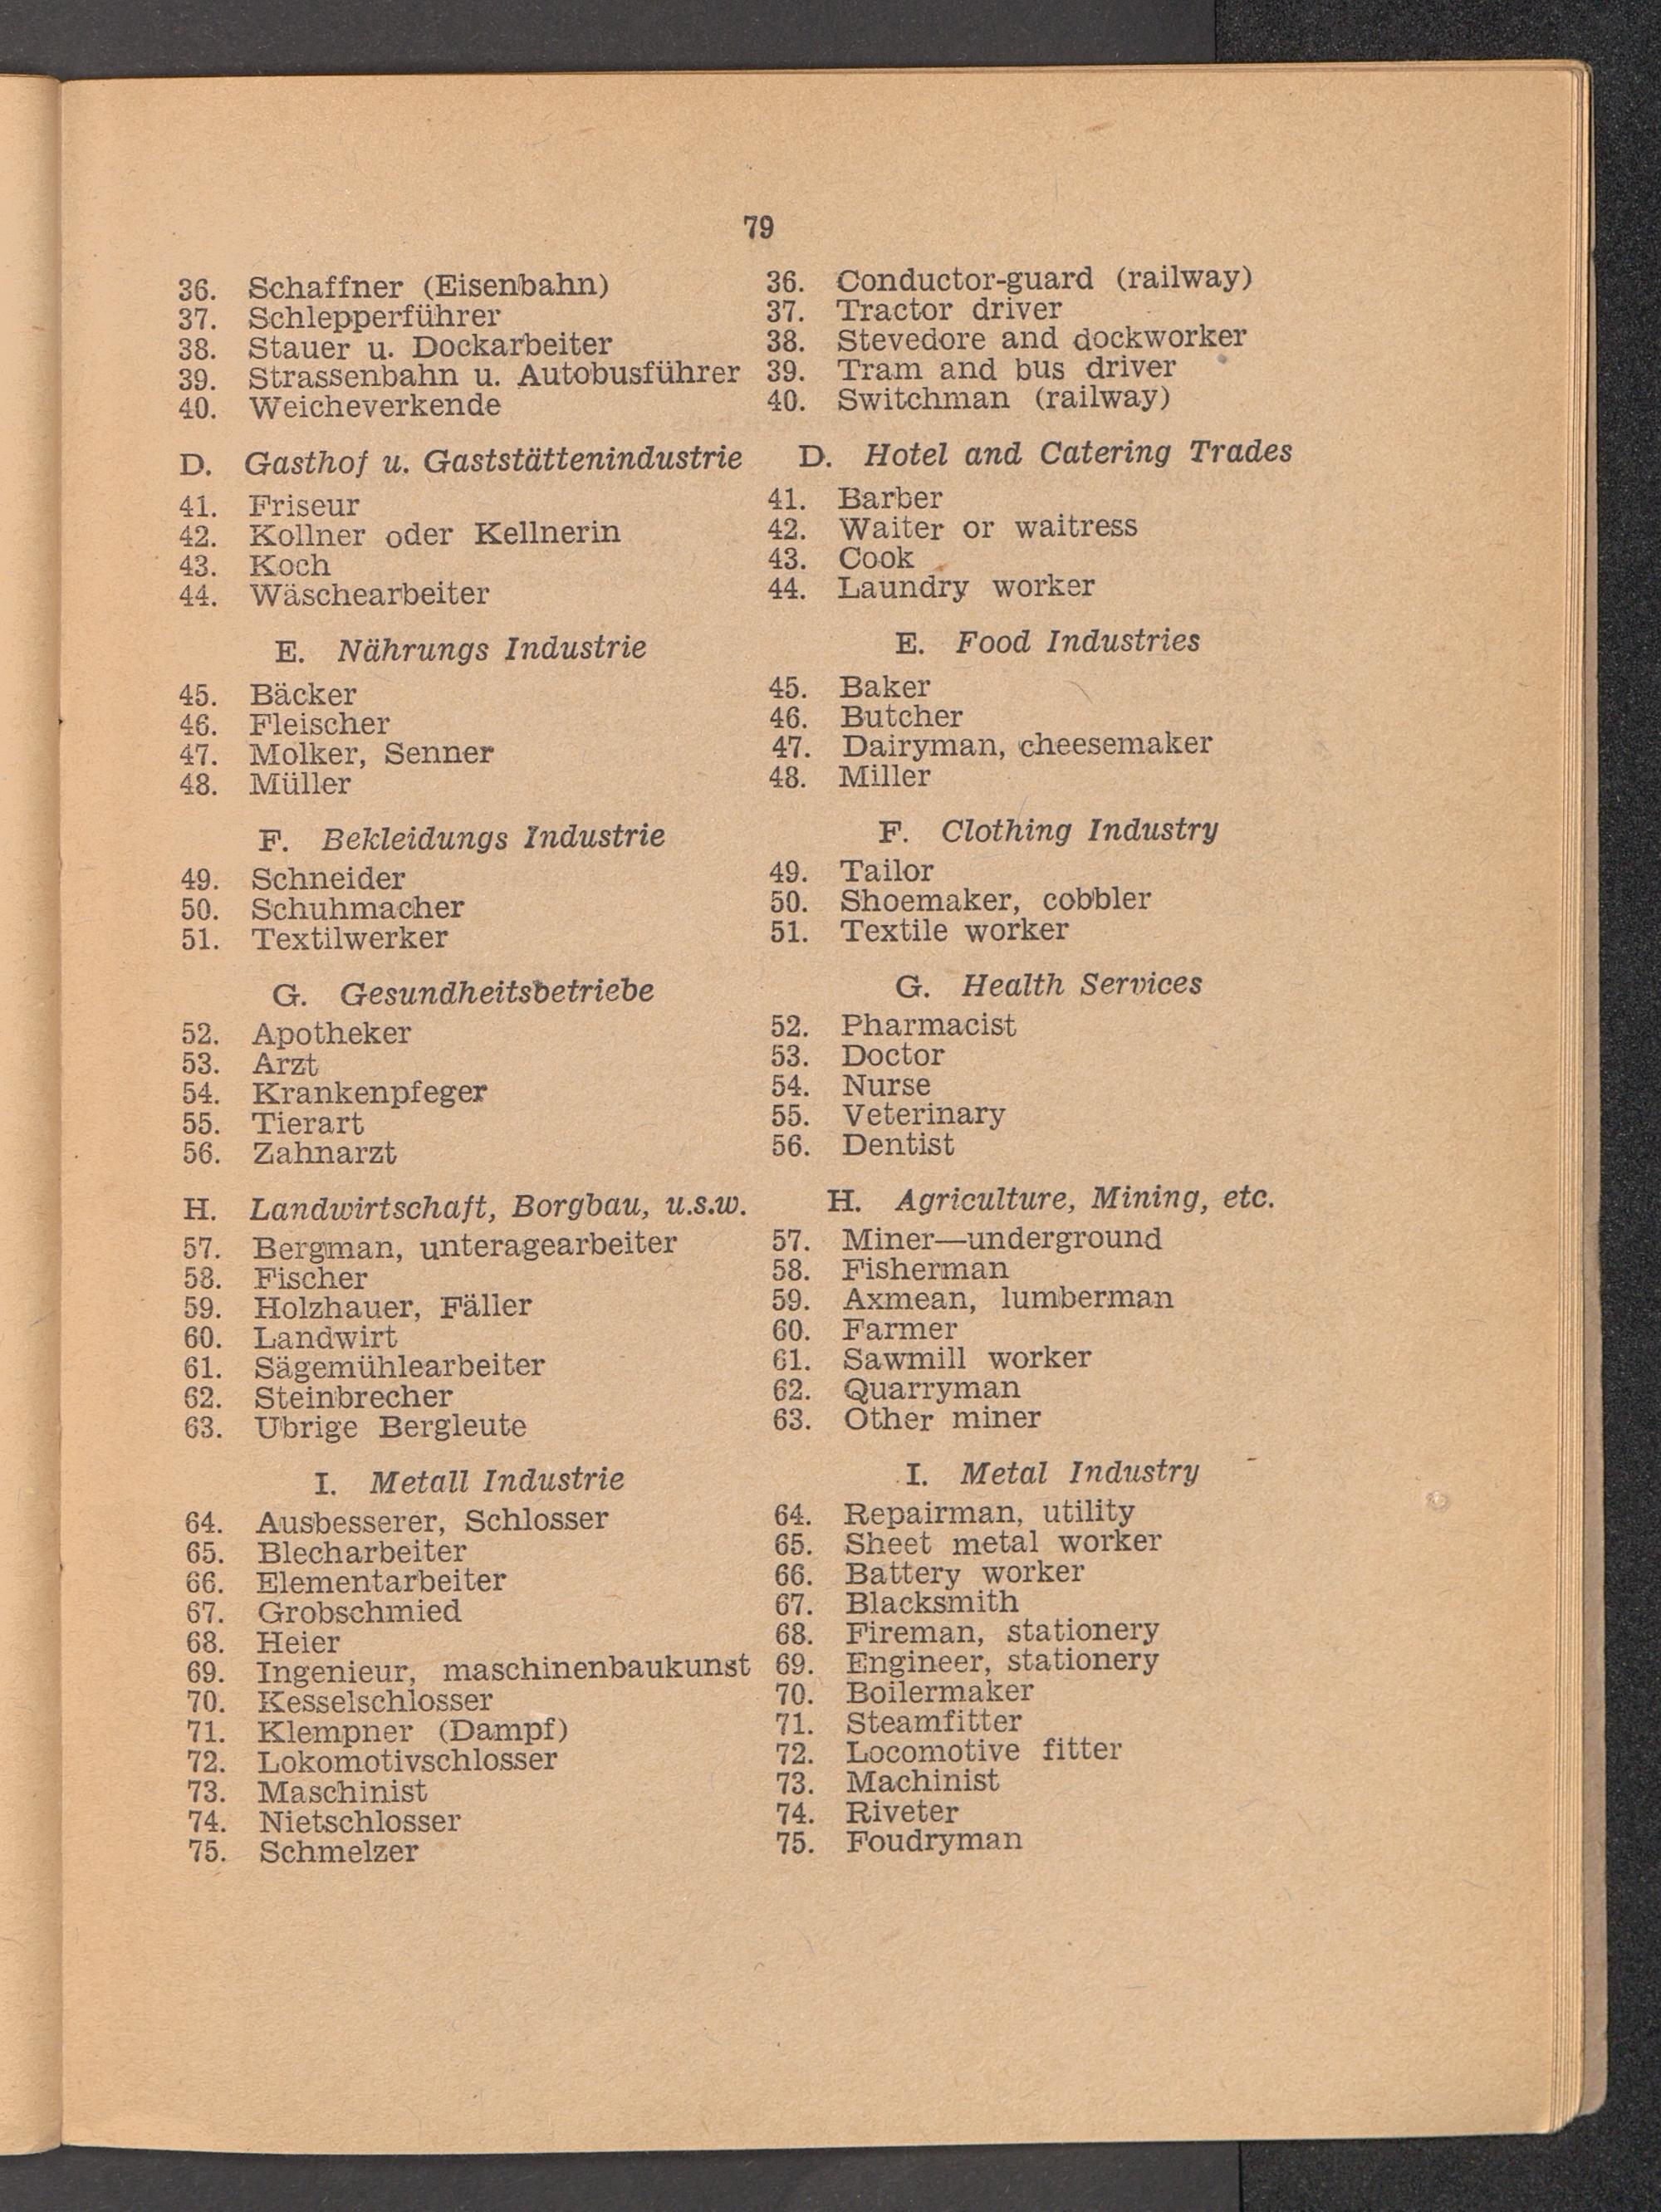 79
36. Schaffner (Eisenbahn)
37. Schlepperführer
38. Stauer u. Dockarbeiter
39. Strassenbahn u. Autobusführer
40. Weicheverkende
D. Gasthof u. Gaststättenindustrie
41. Friseur
42. Kollner oder Kellnerin
43. Koch
44. Wäschearbeiter
E. Nährungs Industrie
45. Bäcker
46. Fleischer
47. Molker, Senner
48. Müller
F. Bekleidungs Industrie
49. Schneider
50. Schuhmacher
51. Textilwerker
G. Gesundheitsbetriebe
52. Apotheker
53. Arzt
54. Krankenpfeger
55. Tierart
56. Zahnarzt
H. Landwirtschaft, Borgbau, u.s.w.
57. Bergman, unteragearbeiter
58. Fischer
59. Holzhauer, Fäller
60. Landwirt
61. Sägemühlearbeiter
62. Steinbrecher
63. Ubrige Bergleute
I. Metall Industrie
64. Ausbesserer, Schlosser
65. Blecharbeiter
66. Elementarbeiter
67. Grobschmied
68. Heier
69. Ingenieur, maschinenbaukunst
70. Kesselschlosser
71. Klempner (Dampf)
72. Lokomotivschlosser
73. Maschinist
74. Nietschlosser
75. Schmelzer
36. Conductor-guard (railway)
37. Tractor driver
38. Stevedore and dockworker
39. Tram and bus driver
40. Switchman (railway)
D. Hotel and Catering Trades
41. Barber
42. Waiter or waitress
43. Cook
44. Laundry worker
E. Food Industries
45. Baker
46. Butcher
47. Dairyman, cheesemaker
48. Miller
F. Clothing Industry
49. Tailor
50. Shoemaker, cobbler
51. Textile worker
G. Health Services
52. Pharmacist
53. Doctor
54. Nurse
55. Veterinary
56. Dentist
H. Agriculture, Mining, etc.
57. Miner—underground
58. Fisherman
59. Axmean, lumberman
60. Farmer
61. Sawmill worker
62. Quarryman
63. Other miner
I. Metal Industry
64. Repairman, utility
65. Sheet metal worker
66. Battery worker
67. Blacksmith
68. Fireman, stationery
69. Engineer, stationery
70. Boilermaker
71. Steamfitter
72. Locomotive fitter
73. Machinist
74. Riveter
75. Foudryman